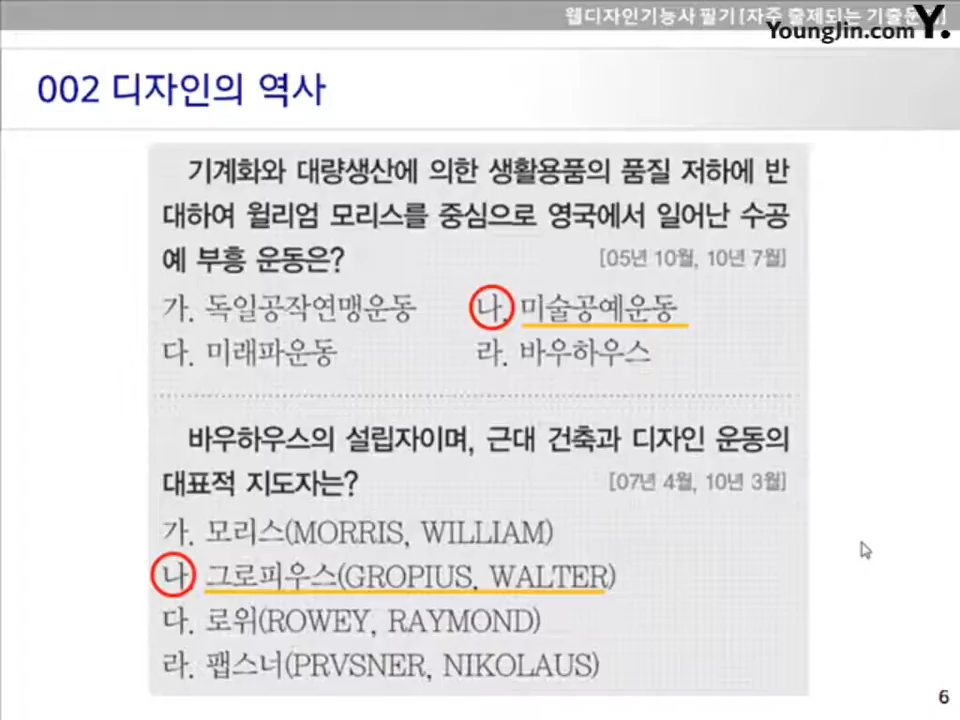 웹디자인기능사 필기 [자주 출제되는 기출문제]
YoungJin.com Y.
002 디자인의 역사
기계화와 대량생산에 의한 생활용품의 품질 저하에 반
대하여 윌리엄 모리스를 중심으로 영국에서 일어난 수공
예 부흥 운동은? [05년 10월, 10년 7월]
가. 독일공작연맹운동 나. 미술공예운동
다. 미래파운동 라. 바우하우스
바우하우스의 설립자이며, 근대 건축과 디자인 운동의
대표적 지도자는? [07년 4월, 10년 3월]
가. 모리스(MORRIS, WILLIAM)
나. 그로피우스(GROPIUS, WALTER)
다. 로위(ROWEY, RAYMOND)
라. 팹스너(PRVSNER, NIKOLAUS)
6